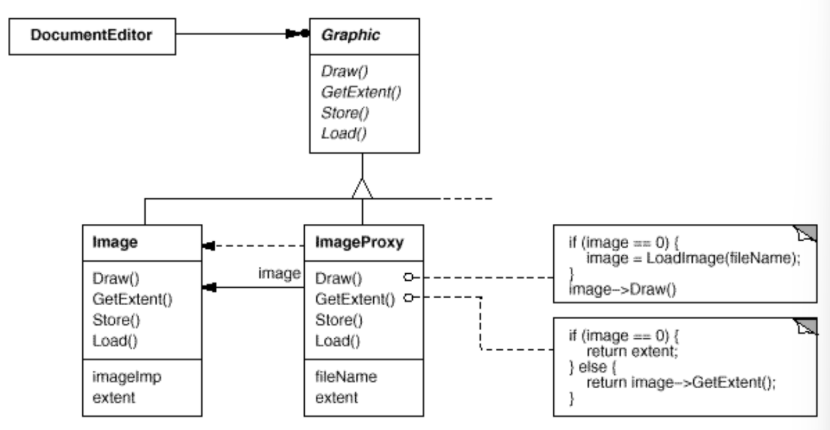 DocumentEditor
Graphic
Draw()
GetExtent()
Store()
Load()
Image
Draw()
GetExtent()
Store()
Load()
imageImp
extent
image
ImageProxy
Draw()
GetExtent()
Store()
Load()
fileName
extent
if (image == 0) {
image = LoadImage(fileName);
}
image->Draw()
if (image == 0) {
return extent;
} else {
return image->GetExtent();
}